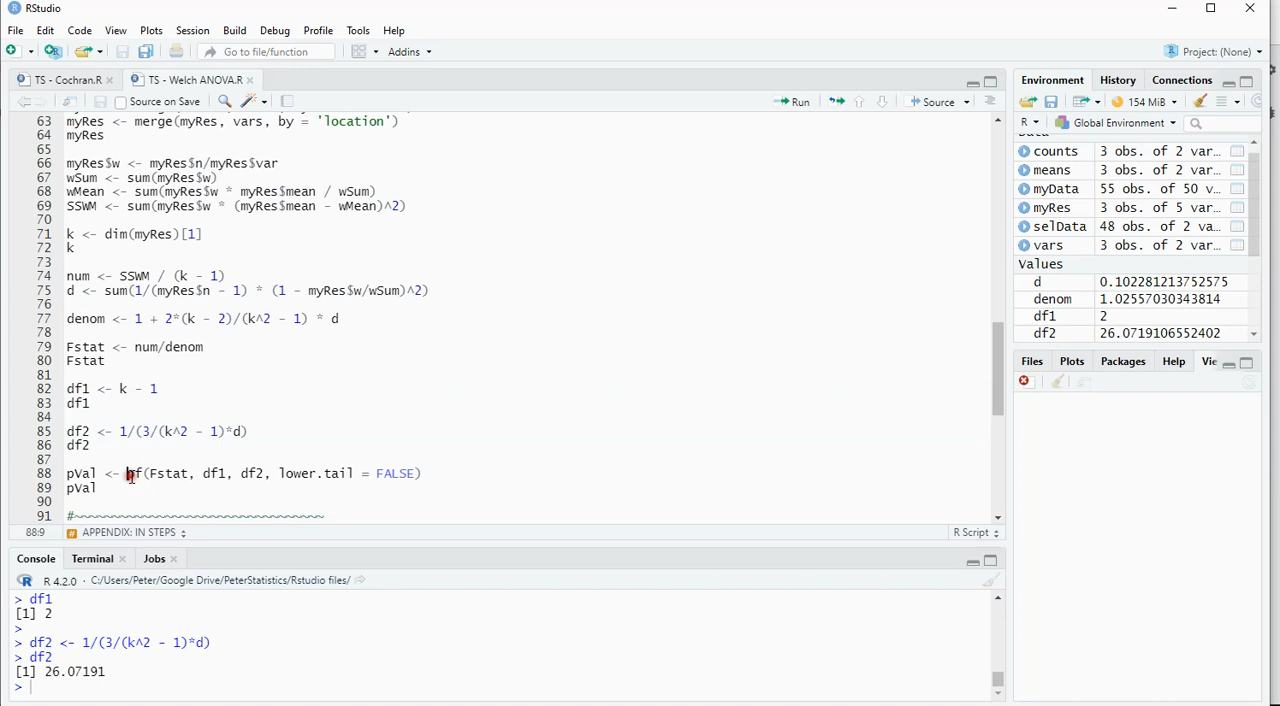 RStudio
File Edit Code View Plots Session Build Debug Profile Tools Help
Go to file/function Addins Project: (None)
TS - Cochran.R TS - Welch ANOVA.R
Source on Save Run Source
63 myRes <- merge(myRes, vars, by = 'location')
64 myRes
65
66 myRes$w <- myRes$n/myRes$var
67 wSum <- sum(myRes$w)
68 wMean <- sum(myRes$w * myRes$mean / wSum)
69 SSWM <- sum(myRes$w * (myRes$mean - wMean)^2)
70
71 k <- dim(myRes)[1]
72 k
73
74 num <- SSWM / (k - 1)
75 d <- sum(1/(myRes$n - 1) * (1 - myRes$w/wSum)^2)
76
77 denom <- 1 + 2*(k - 2)/(k^2 - 1) * d
78
79 Fstat <- num/denom
80 Fstat
81
82 df1 <- k - 1
83 df1
84
85 df2 <- 1/(3/(k^2 - 1)*d)
86 df2
87
88 pVal <- pf(Fstat, df1, df2, lower.tail = FALSE)
89 pVal
90
91 #~~~~~~~~~~~~~~~~~~~~~~~~~~~~~~~~
88:9 # APPENDIX: IN STEPS R Script
Console Terminal Jobs
R 4.2.0 · C:/Users/Peter/Google Drive/PeterStatistics/Rstudio files/
> df1
[1] 2
>
> df2 <- 1/(3/(k^2 - 1)*d)
> df2
[1] 26.07191
>
Environment History Connections
154 MiB
R Global Environment
Data
counts 3 obs. of 2 var…
means 3 obs. of 2 var…
myData 55 obs. of 50 v…
myRes 3 obs. of 5 var…
selData 48 obs. of 2 va…
vars 3 obs. of 2 var…
Values
d 0.102281213752575
denom 1.02557030343814
df1 2
df2 26.0719106552402
Files Plots Packages Help Vie